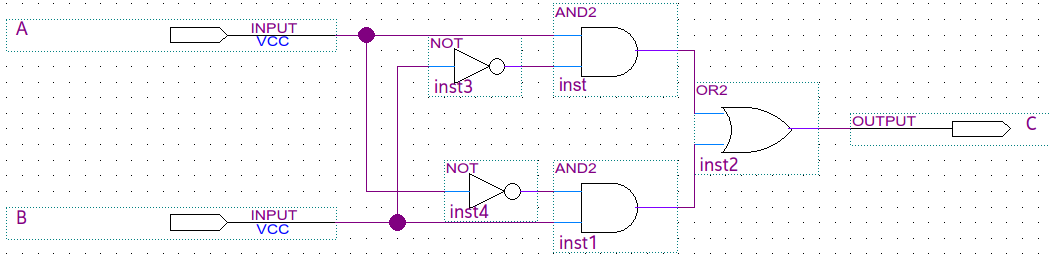 A
INPUT
VCC
NOT
inst3
AND2
inst
OR2
inst2
OUTPUT
C
NOT
inst4
AND2
inst1
B
INPUT
VCC